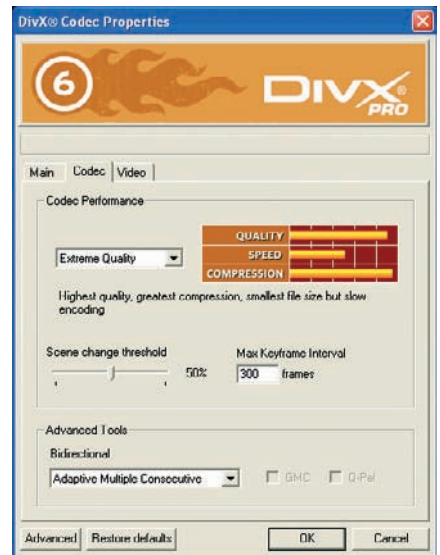 DivX® Codec Properties
6
DIVX®
PRO
Main Codec Video
Codec Performance
Extreme Quality
QUALITY
SPEED
COMPRESSION
Highest quality, greatest compression, smallest file size but slow
encoding
Scene change threshold
50%
Max Keyframe Interval
300 frames
Advanced Tools
Bidirectional
Adaptive Multiple Consecutive
GMC Q-Pel
Advanced Restore defaults OK Cancel